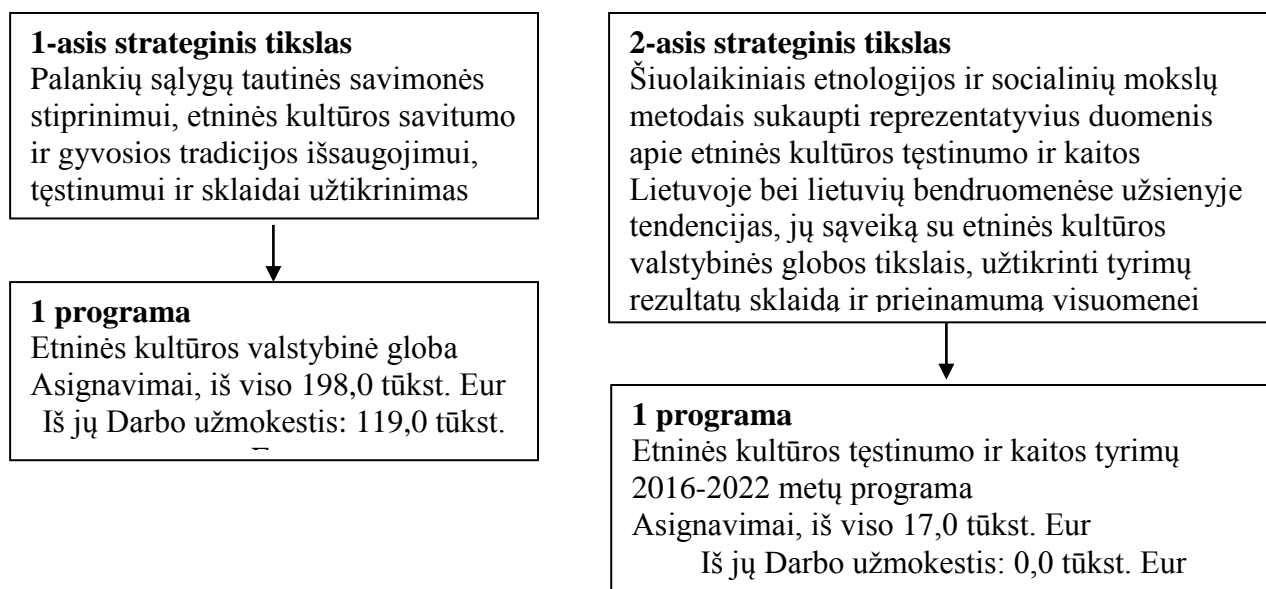 1-asis strateginis tikslas
Palankių sąlygų tautinės savimonės
stiprinimui, etninės kultūros savitumo
ir gyvosios tradicijos išsaugojimui,
tęstinumui ir sklaidai užtikrinimas
1 programa
Etninės kultūros valstybinė globa
Asignavimai, iš viso 198,0 tūkst. Eur
Iš jų Darbo užmokestis: 119,0 tūkst.
2-asis strateginis tikslas
Šiuolaikiniais etnologijos ir socialinių mokslų
metodais sukaupti reprezentatyvius duomenis
apie etninės kultūros tęstinumo ir kaitos
Lietuvoje bei lietuvių bendruomenėse užsienyje
tendencijas, jų sąveiką su etninės kultūros
valstybinės globos tikslais, užtikrinti tyrimų
rezultatų sklaidą ir prieinamumą visuomenei
1 programa
Etninės kultūros tęstinumo ir kaitos tyrimų
2016-2022 metų programa
Asignavimai, iš viso 17,0 tūkst. Eur
Iš jų Darbo užmokestis: 0,0 tūkst. Eur